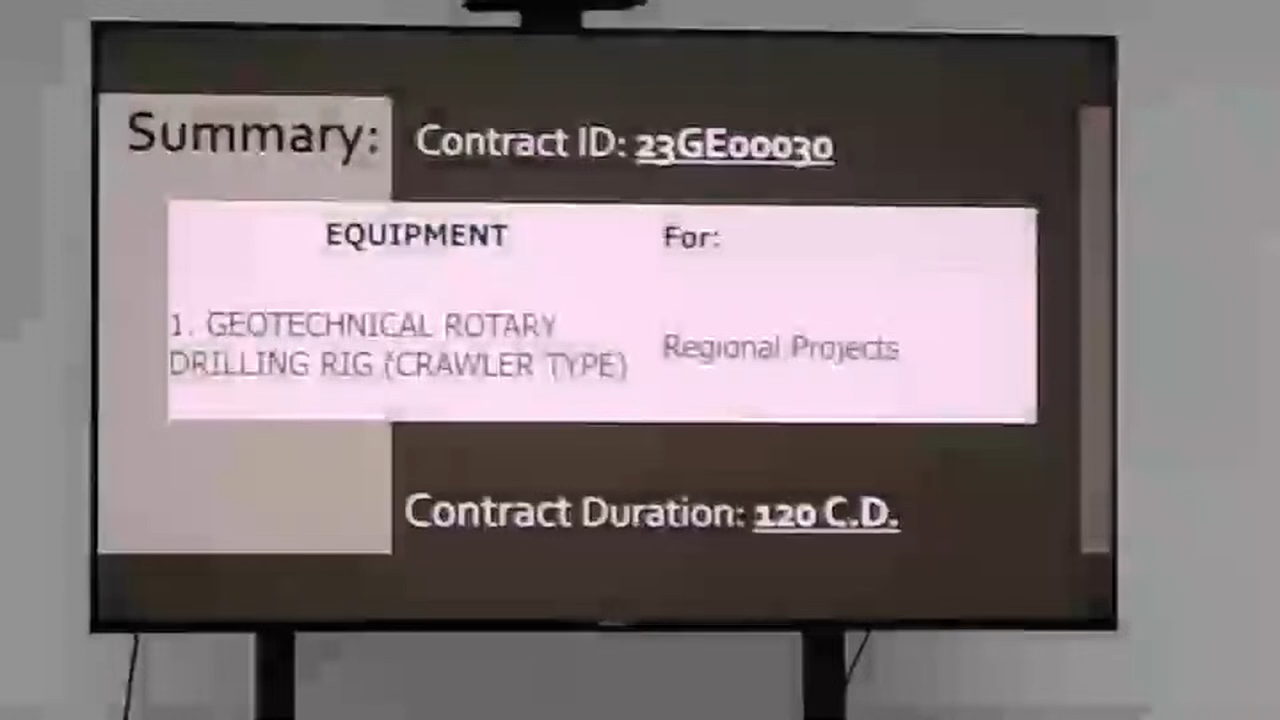 Summary:
Contract ID: 23GE00030
EQUIPMENT
For:
1. GEOTECHNICAL ROTARY
DRILLING RIG (CRAWLER TYPE)
Regional Projects
Contract Duration: 120 C.D.